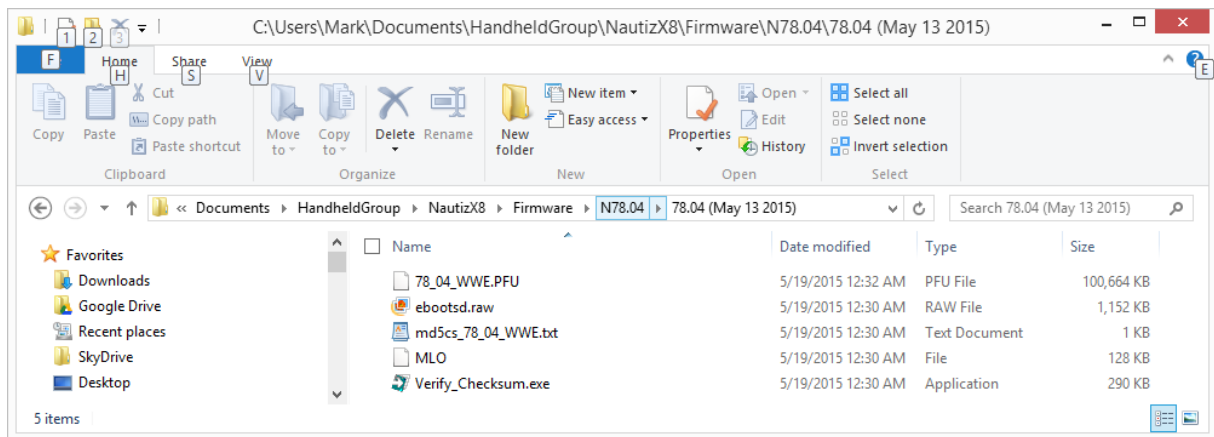 C:\Users\Mark\Documents\HandheldGroup\NautizX8\Firmware\N78.04\78.04 (May 13 2015)
1 2 3
F Home Share View
H S V E
Copy
Paste
Cut
Copy path
Paste shortcut
Clipboard
Move to
Copy to
Delete
Rename
Organize
New folder
New item
Easy access
New
Properties
Open
Edit
History
Open
Select all
Select none
Invert selection
Select
« Documents HandheldGroup NautizX8 Firmware N78.04 78.04 (May 13 2015) Search 78.04 (May 13 2015)
Favorites
Downloads
Google Drive
Recent places
SkyDrive
Desktop
Name Date modified Type Size
78_04_WWE.PFU 5/19/2015 12:32 AM PFU File 100,664 KB
ebootsd.raw 5/19/2015 12:30 AM RAW File 1,152 KB
md5cs_78_04_WWE.txt 5/19/2015 12:30 AM Text Document 1 KB
MLO 5/19/2015 12:30 AM File 128 KB
Verify_Checksum.exe 5/19/2015 12:30 AM Application 290 KB
5 items